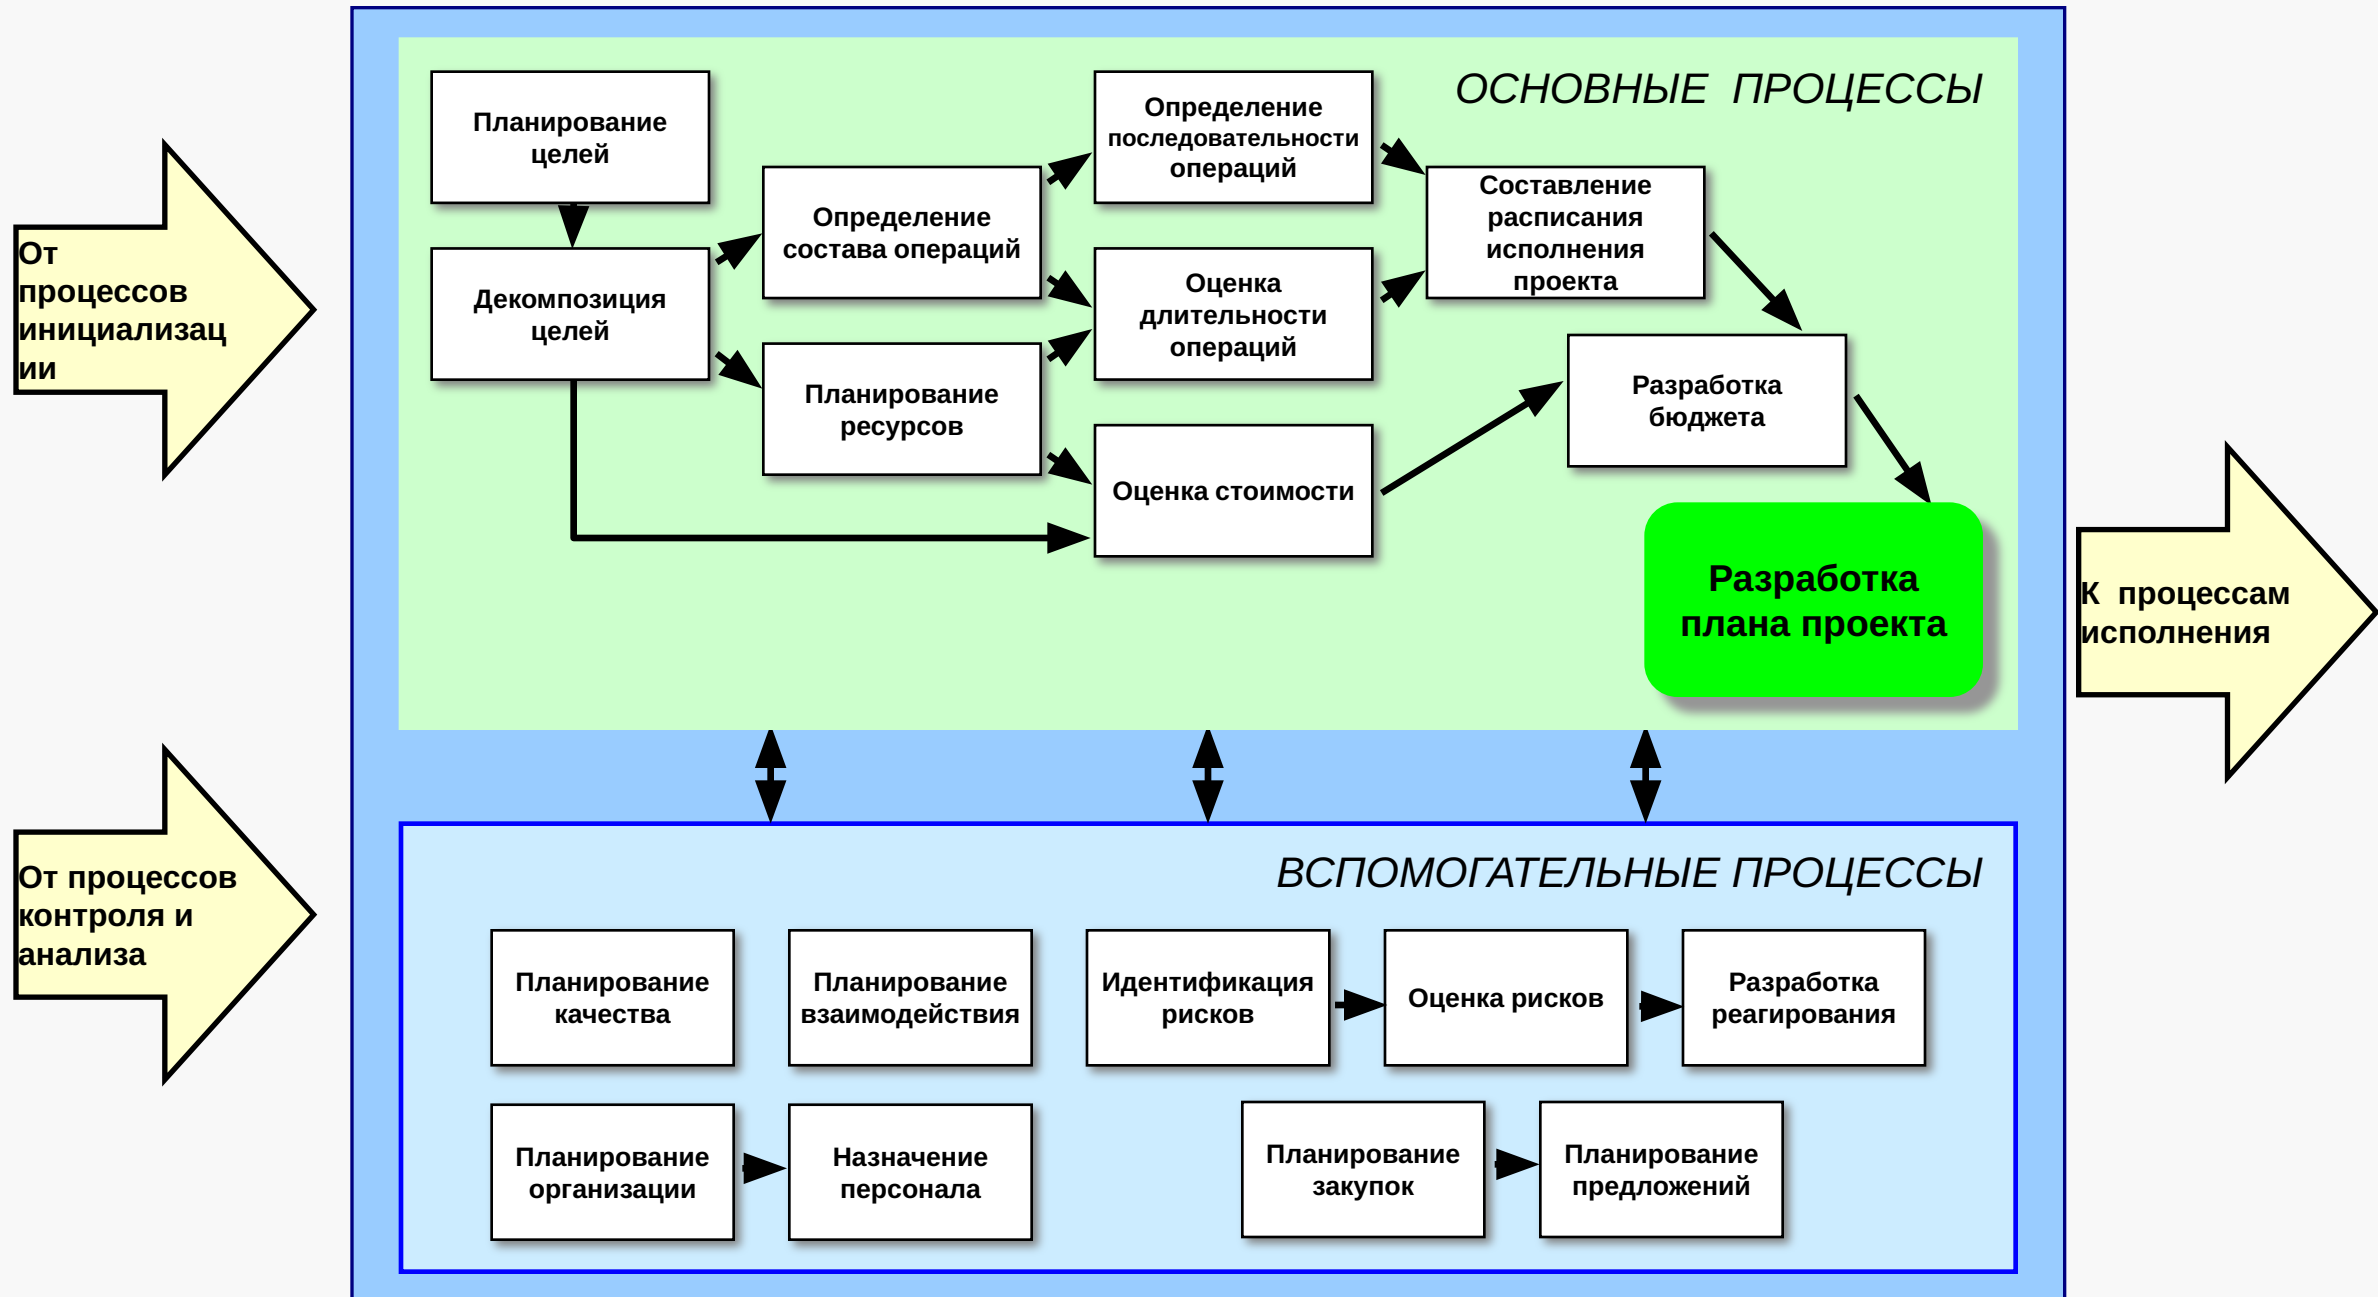 ОСНОВНЫЕ ПРОЦЕССЫ
Планирование
целей
Декомпозиция
целей
Определение
состава операций
Планирование
ресурсов
Определение
последовательности
операций
Оценка
длительности
операций
Оценка стоимости
Составление
расписания
исполнения
проекта
Разработка
бюджета
Разработка
плана проекта
От
процессов
инициализац
ии
От процессов
контроля и
анализа
К процессам
исполнения
ВСПОМОГАТЕЛЬНЫЕ ПРОЦЕССЫ
Планирование
качества
Планирование
взаимодействия
Идентификация
рисков
Оценка рисков
Разработка
реагирования
Планирование
организации
Назначение
персонала
Планирование
закупок
Планирование
предложений